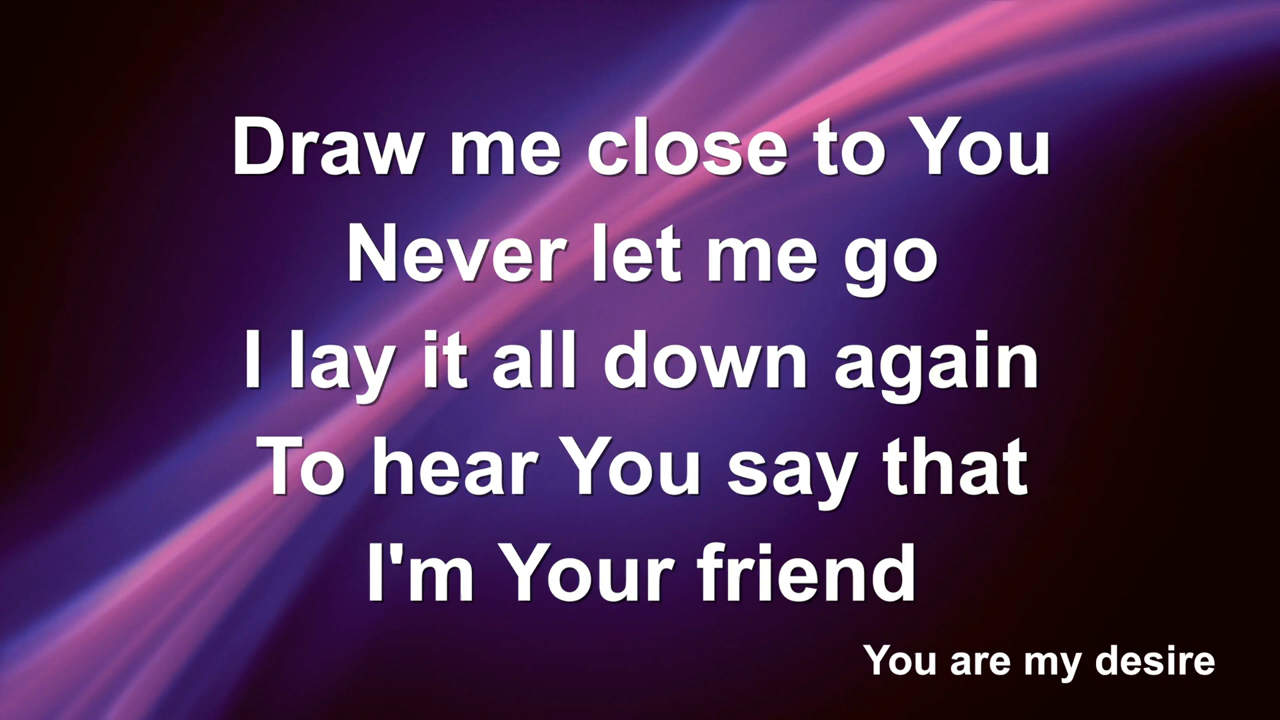 Draw me close to You
Never let me go
I lay it all down again
To hear You say that
I'm Your friend
You are my desire